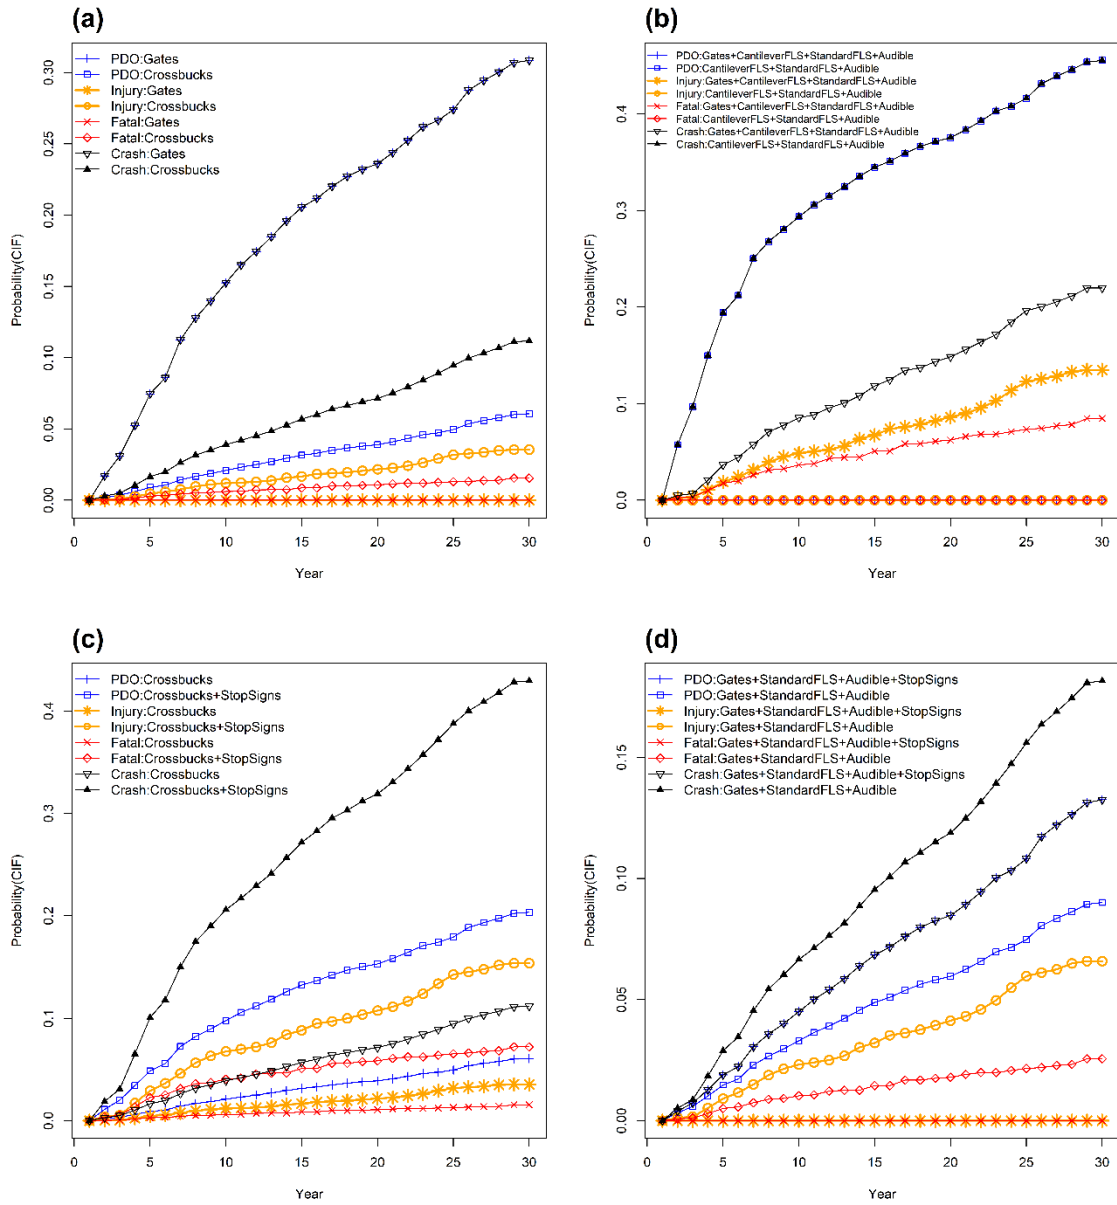 (a)
PDO:Gates
PDO:Crossbucks
Injury:Gates
Injury:Crossbucks
Fatal:Gates
Fatal:Crossbucks
Crash:Gates
Crash:Crossbucks
Probability(CIF)
0.00
0.05
0.10
0.15
0.20
0.25
0.30
0
5
10
15
20
25
30
Year
(b)
PDO:Gates+CantileverFLS+StandardFLS+Audible
PDO:CantileverFLS+StandardFLS+Audible
Injury:Gates+CantileverFLS+StandardFLS+Audible
Injury:CantileverFLS+StandardFLS+Audible
Fatal:Gates+CantileverFLS+StandardFLS+Audible
Fatal:CantileverFLS+StandardFLS+Audible
Crash:Gates+CantileverFLS+StandardFLS+Audible
Crash:CantileverFLS+StandardFLS+Audible
Probability(CIF)
0.0
0.1
0.2
0.3
0.4
0
5
10
15
20
25
30
Year
(c)
PDO:Crossbucks
PDO:Crossbucks+StopSigns
Injury:Crossbucks
Injury:Crossbucks+StopSigns
Fatal:Crossbucks
Fatal:Crossbucks+StopSigns
Crash:Crossbucks
Crash:Crossbucks+StopSigns
Probability(CIF)
0.0
0.1
0.2
0.3
0.4
0
5
10
15
20
25
30
Year
(d)
PDO:Gates+StandardFLS+Audible+StopSigns
PDO:Gates+StandardFLS+Audible
Injury:Gates+StandardFLS+Audible+StopSigns
Injury:Gates+StandardFLS+Audible
Fatal:Gates+StandardFLS+Audible+StopSigns
Fatal:Gates+StandardFLS+Audible
Crash:Gates+StandardFLS+Audible+StopSigns
Crash:Gates+StandardFLS+Audible
Probability(CIF)
0.00
0.05
0.10
0.15
0
5
10
15
20
25
30
Year